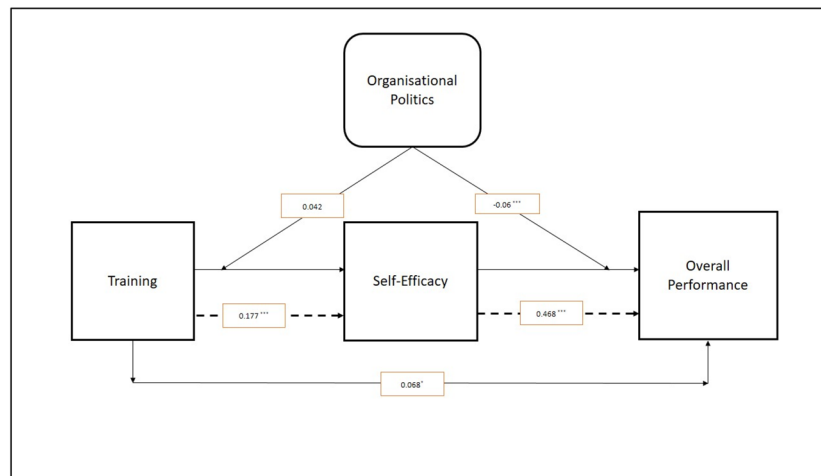 Organisational
Politics
0.042
-0.06 ***
Training
Self-Efficacy
Overall
Performance
0.177 ***
0.468 ***
0.068*